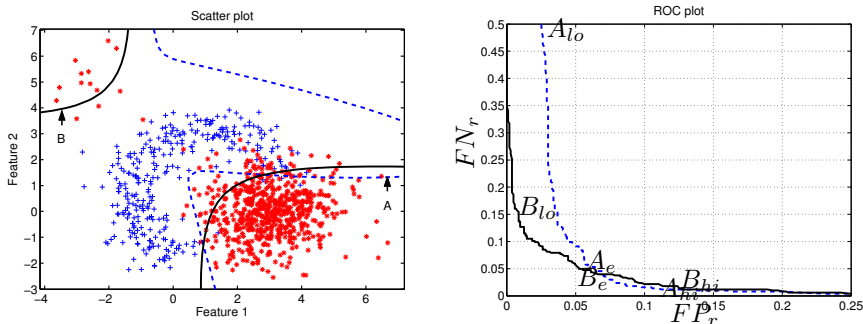 Scatter plot
7
6
5
4
3
2
1
0
-1
-2
-3
Feature 2
B
A
-4 -2 0 2 4 6
Feature 1
ROC plot
0.5
0.45
0.4
0.35
0.3
0.25
0.2
0.15
0.1
0.05
0
FN_r
A_lo
B_lo
A_e
B_e
A_hi
B_hi
0 0.05 0.1 0.15 0.2 0.25
FP_r